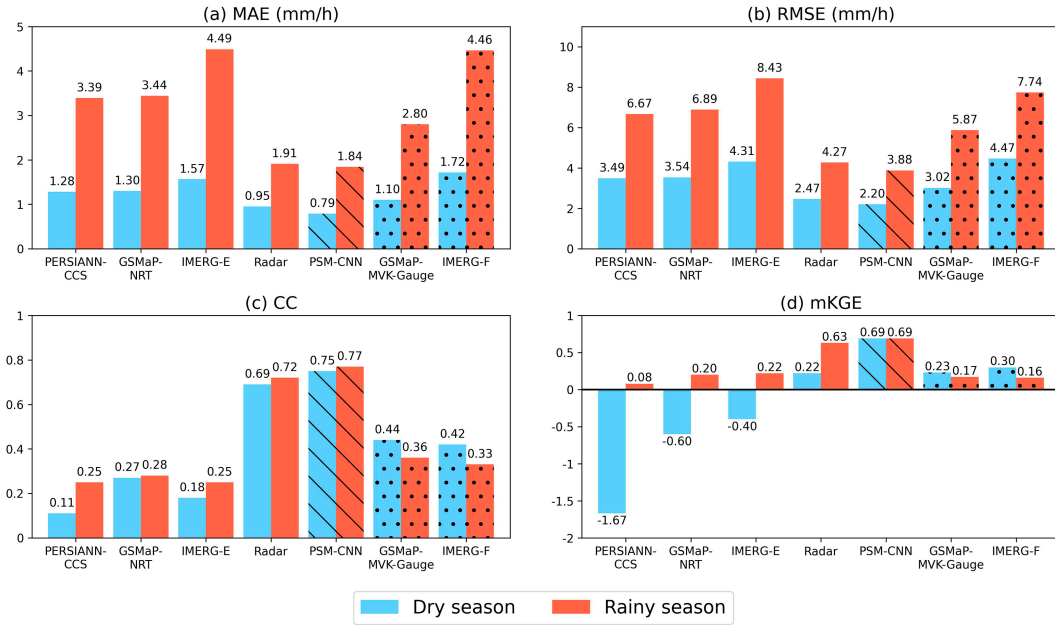 (a) MAE (mm/h)
5
4
3
2
1
0
1.28
3.39
1.30
3.44
1.57
4.49
0.95
1.91
0.79
1.84
1.10
2.80
1.72
4.46
PERSIANN-
CCS
GSMaP-
NRT
IMERG-E
Radar
PSM-CNN
GSMaP-
MVK-Gauge
IMERG-F
(b) RMSE (mm/h)
10
8
6
4
2
0
3.49
6.67
3.54
6.89
4.31
8.43
2.47
4.27
2.20
3.88
3.02
5.87
4.47
7.74
PERSIANN-
CCS
GSMaP-
NRT
IMERG-E
Radar
PSM-CNN
GSMaP-
MVK-Gauge
IMERG-F
(c) CC
1
0.8
0.6
0.4
0.2
0
0.11
0.25
0.27
0.28
0.18
0.25
0.69
0.72
0.75
0.77
0.44
0.36
0.42
0.33
PERSIANN-
CCS
GSMaP-
NRT
IMERG-E
Radar
PSM-CNN
GSMaP-
MVK-Gauge
IMERG-F
(d) mKGE
1
0.5
0
-0.5
-1
-1.5
-2
-1.67
0.08
-0.60
0.20
-0.40
0.22
0.22
0.63
0.69
0.69
0.23
0.17
0.30
0.16
PERSIANN-
CCS
GSMaP-
NRT
IMERG-E
Radar
PSM-CNN
GSMaP-
MVK-Gauge
IMERG-F
Dry season
Rainy season